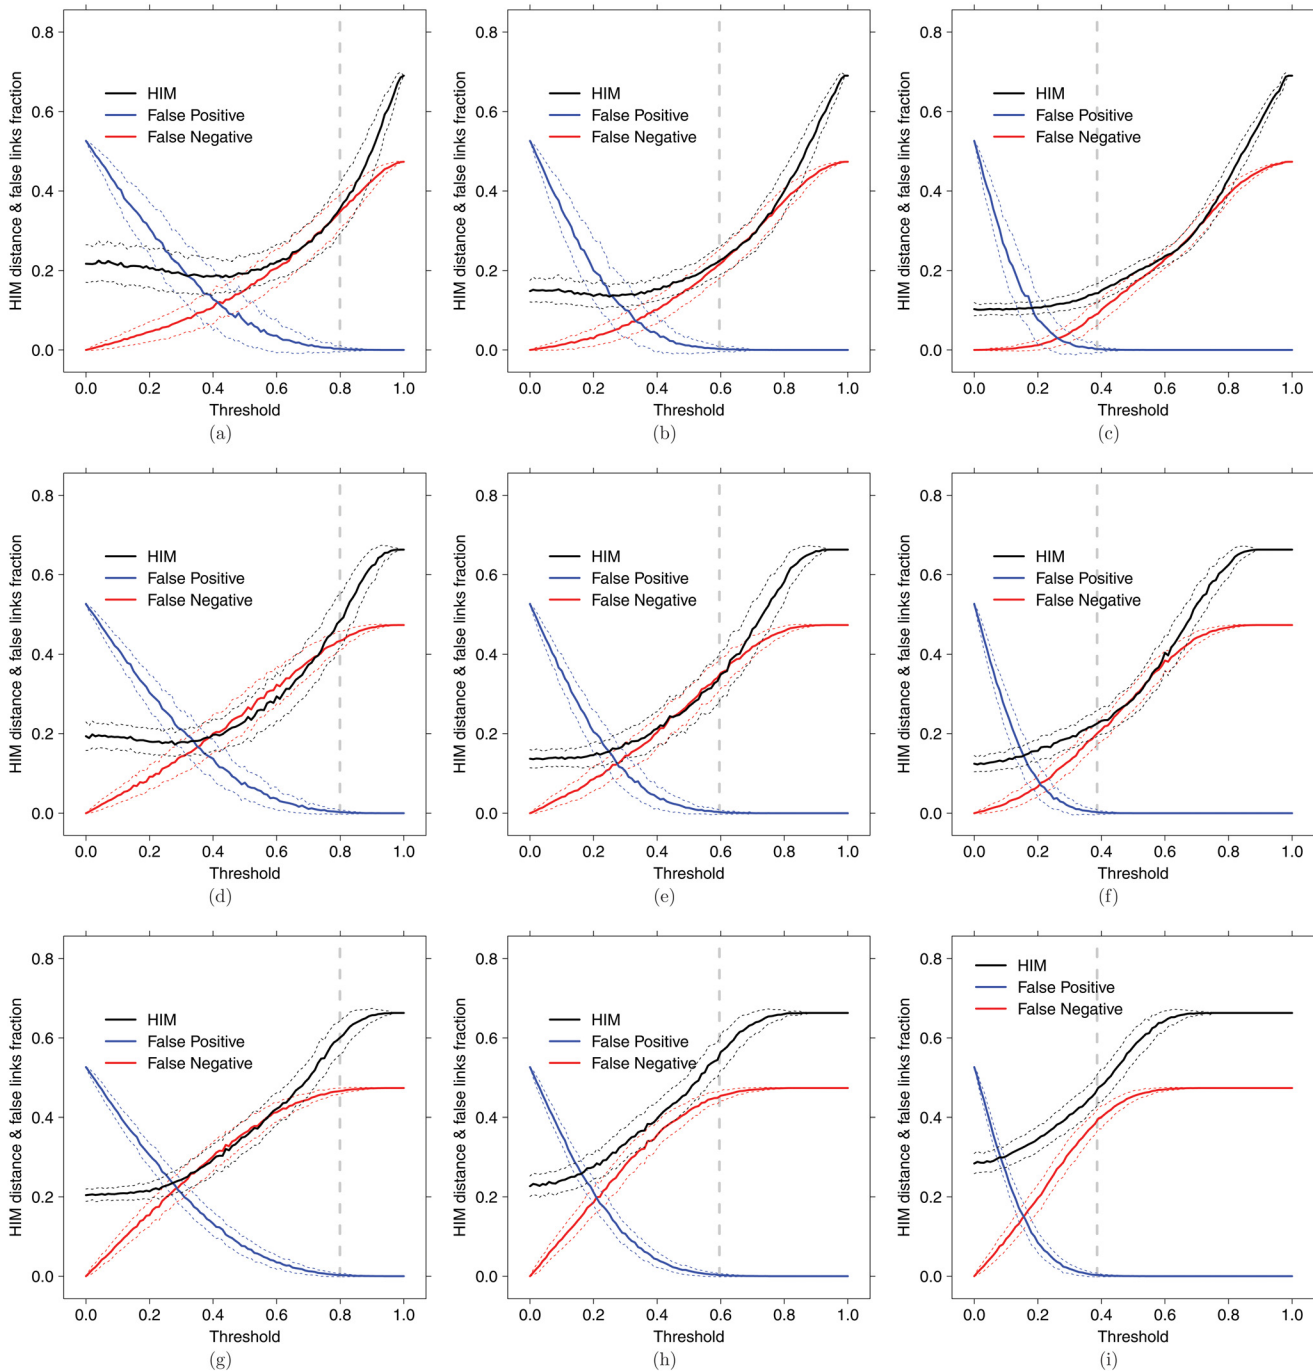 HIM distance & false links fraction
0.8
0.6
0.4
0.2
0.0
HIM
False Positive
False Negative
0.0 0.2 0.4 0.6 0.8 1.0
Threshold
(a)
HIM distance & false links fraction
0.8
0.6
0.4
0.2
0.0
HIM
False Positive
False Negative
0.0 0.2 0.4 0.6 0.8 1.0
Threshold
(b)
HIM distance & false links fraction
0.8
0.6
0.4
0.2
0.0
HIM
False Positive
False Negative
0.0 0.2 0.4 0.6 0.8 1.0
Threshold
(c)
HIM distance & false links fraction
0.8
0.6
0.4
0.2
0.0
HIM
False Positive
False Negative
0.0 0.2 0.4 0.6 0.8 1.0
Threshold
(d)
HIM distance & false links fraction
0.8
0.6
0.4
0.2
0.0
HIM
False Positive
False Negative
0.0 0.2 0.4 0.6 0.8 1.0
Threshold
(e)
HIM distance & false links fraction
0.8
0.6
0.4
0.2
0.0
HIM
False Positive
False Negative
0.0 0.2 0.4 0.6 0.8 1.0
Threshold
(f)
HIM distance & false links fraction
0.8
0.6
0.4
0.2
0.0
HIM
False Positive
False Negative
0.0 0.2 0.4 0.6 0.8 1.0
Threshold
(g)
HIM distance & false links fraction
0.8
0.6
0.4
0.2
0.0
HIM
False Positive
False Negative
0.0 0.2 0.4 0.6 0.8 1.0
Threshold
(h)
HIM distance & false links fraction
0.8
0.6
0.4
0.2
0.0
HIM
False Positive
False Negative
0.0 0.2 0.4 0.6 0.8 1.0
Threshold
(i)